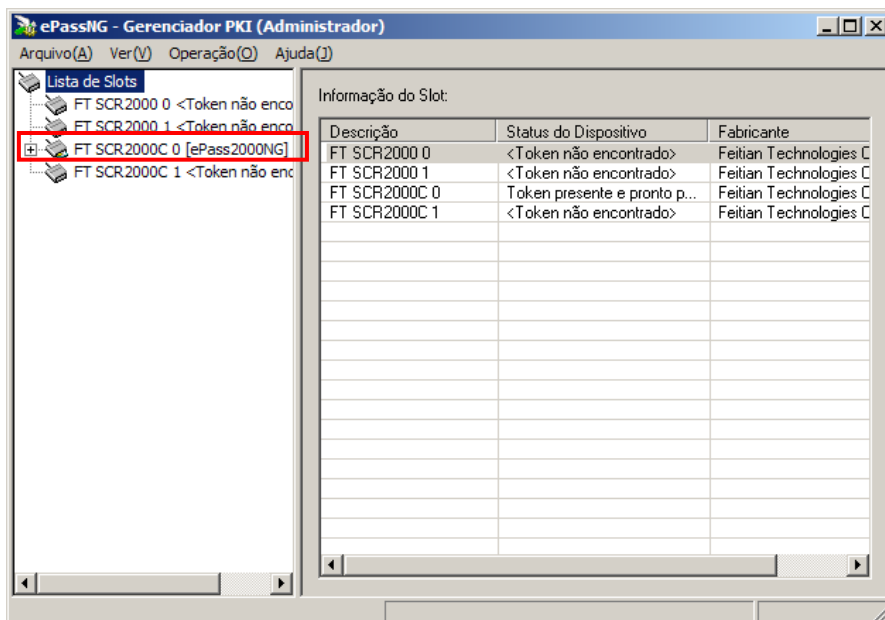 ePassNG - Gerenciador PKI (Administrador)
Arquivo(A) Ver(V) Operação(O) Ajuda(J)
Lista de Slots
FT SCR2000 0 <Token não enco
FT SCR2000 1 <Token não enco
FT SCR2000C 0 [ePass2000NG]
FT SCR2000C 1 <Token não enc
Informação do Slot:
Descrição Status do Dispositivo Fabricante
FT SCR2000 0 <Token não encontrado> Feitian Technologies C
FT SCR2000 1 <Token não encontrado> Feitian Technologies C
FT SCR2000C 0 Token presente e pronto p... Feitian Technologies C
FT SCR2000C 1 <Token não encontrado> Feitian Technologies C